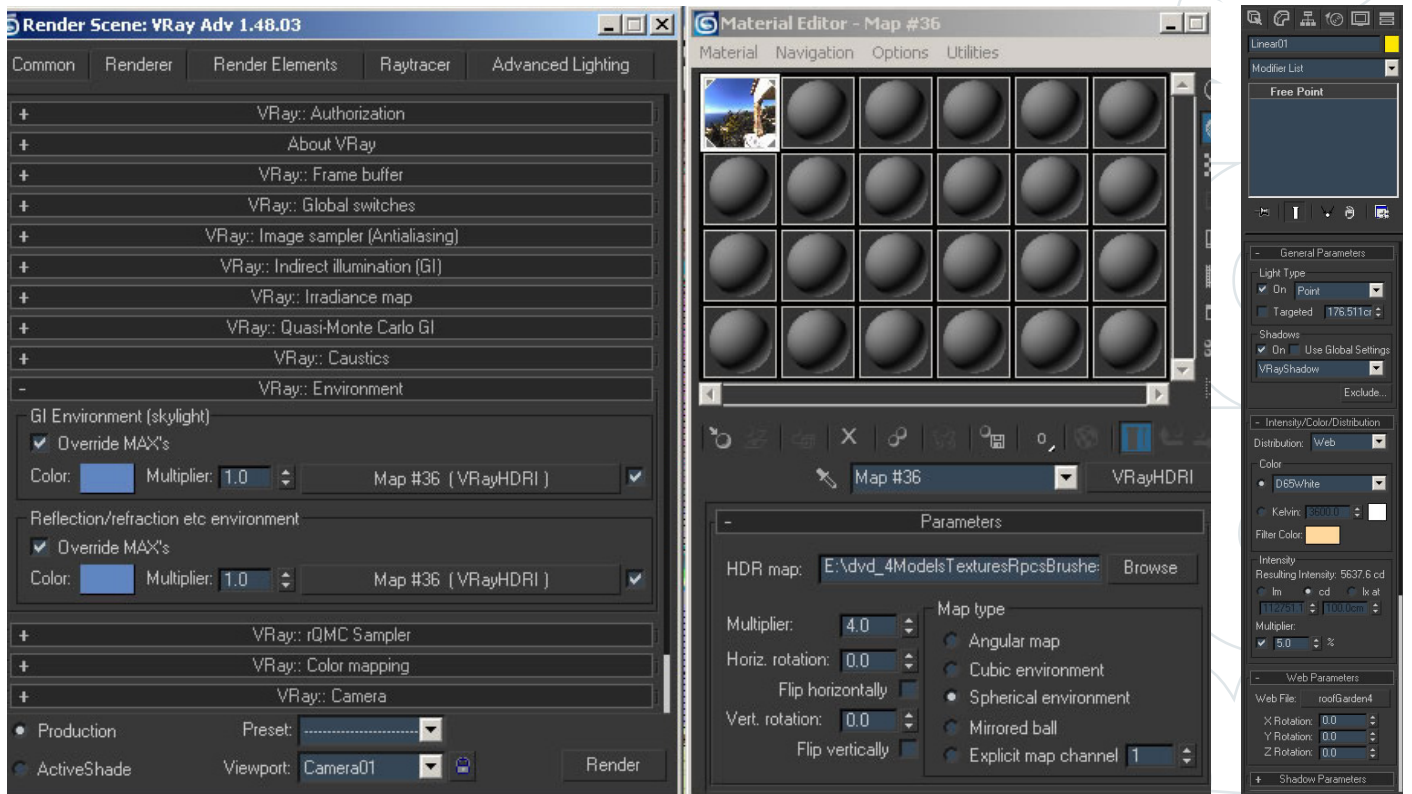 Render Scene: VRay Adv 1.48.03
Common Renderer Render Elements Raytracer Advanced Lighting
+ VRay:: Authorization
+ About VRay
+ VRay:: Frame buffer
+ VRay:: Global switches
+ VRay:: Image sampler (Antialiasing)
+ VRay:: Indirect illumination (GI)
+ VRay:: Irradiance map
+ VRay:: Quasi-Monte Carlo GI
+ VRay:: Caustics
- VRay:: Environment
GI Environment (skylight)
Override MAX's
Color: Multiplier: 1.0 Map #36 (VRayHDRI)
Reflection/refraction etc environment
Override MAX's
Color: Multiplier: 1.0 Map #36 (VRayHDRI)
+ VRay:: rQMC Sampler
+ VRay:: Color mapping
+ VRay:: Camera
Production Preset: -----------------------
ActiveShade Viewport: Camera01 Render
Material Editor - Map #36
Material Navigation Options Utilities
Map #36 VRayHDRI
- Parameters
HDR map: E:\dvd_4ModelsTexturesRpcsBrushe: Browse
Multiplier: 4.0
Horiz. rotation: 0.0
Flip horizontally
Vert. rotation: 0.0
Flip vertically
Map type
Angular map
Cubic environment
Spherical environment
Mirrored ball
Explicit map channel 1
Linear01
Modifier List
Free Point
- General Parameters
Light Type
On Point
Targeted 176.511cr
Shadows
On Use Global Settings
VRayShadow
Exclude...
- Intensity/Color/Distribution
Distribution: Web
Color
D65White
Kelvin: 3600.0
Filter Color:
Intensity
Resulting Intensity: 5637.6 cd
lm cd lx at
100.0cm
Multiplier:
5.0 %
- Web Parameters
Web File: roofGarden4
X Rotation: 0.0
Y Rotation: 0.0
Z Rotation: 0.0
+ Shadow Parameters